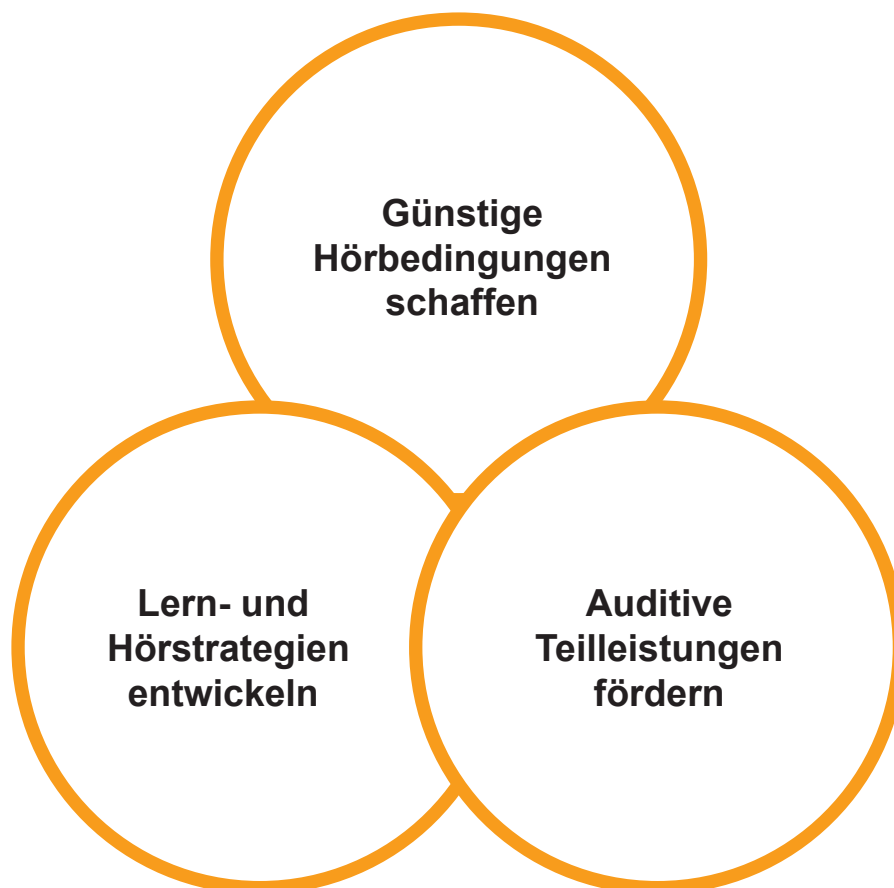 Günstige
Hörbedingungen
schaffen
Lern- und
Hörstrategien
entwickeln
Auditive
Teilleistungen
fördern